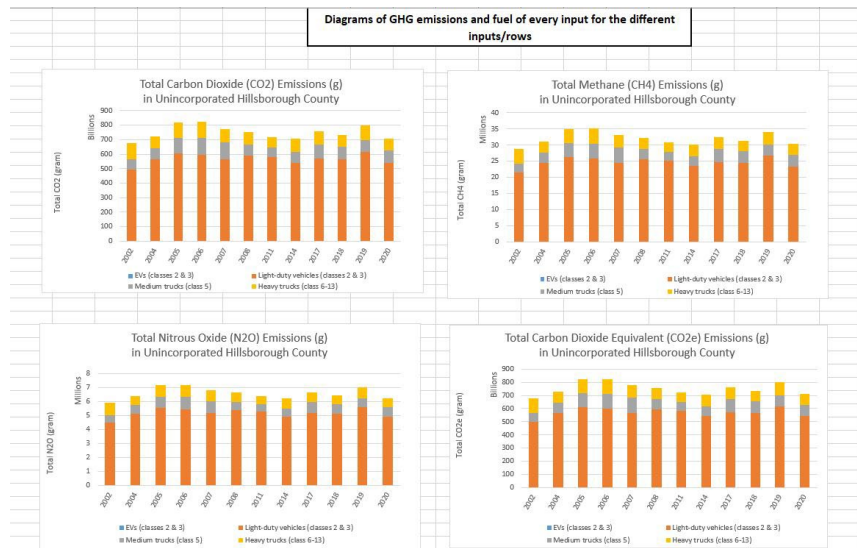 Diagrams of GHG emissions and fuel of every input for the different
inputs/rows
Total Carbon Dioxide (CO2) Emissions (g)
in Unincorporated Hillsborough County
Total CO2 (gram)
Billions
900
800
700
600
500
400
300
200
100
0
2002 2004 2005 2006 2007 2008 2011 2014 2017 2018 2019 2020
EVs (classes 2 & 3) Light-duty vehicles (classes 2 & 3)
Medium trucks (class 5) Heavy trucks (class 6-13)
Total Methane (CH4) Emissions (g)
in Unincorporated Hillsborough County
Total CH4 (gram)
Millions
40
35
30
25
20
15
10
5
0
2002 2004 2005 2006 2007 2008 2011 2014 2017 2018 2019 2020
EVs (classes 2 & 3) Light-duty vehicles (classes 2 & 3)
Medium trucks (class 5) Heavy trucks (class 6-13)
Total Nitrous Oxide (N2O) Emissions (g)
in Unincorporated Hillsborough County
Total N2O (gram)
Millions
8
7
6
5
4
3
2
1
0
2002 2004 2005 2006 2007 2008 2011 2014 2017 2018 2019 2020
EVs (classes 2 & 3) Light-duty vehicles (classes 2 & 3)
Medium trucks (class 5) Heavy trucks (class 6-13)
Total Carbon Dioxide Equivalent (CO2e) Emissions (g)
in Unincorporated Hillsborough County
Total CO2e (gram)
Billions
900
800
700
600
500
400
300
200
100
0
2002 2004 2005 2006 2007 2008 2011 2014 2017 2018 2019 2020
EVs (classes 2 & 3) Light-duty vehicles (classes 2 & 3)
Medium trucks (class 5) Heavy trucks (class 6-13)